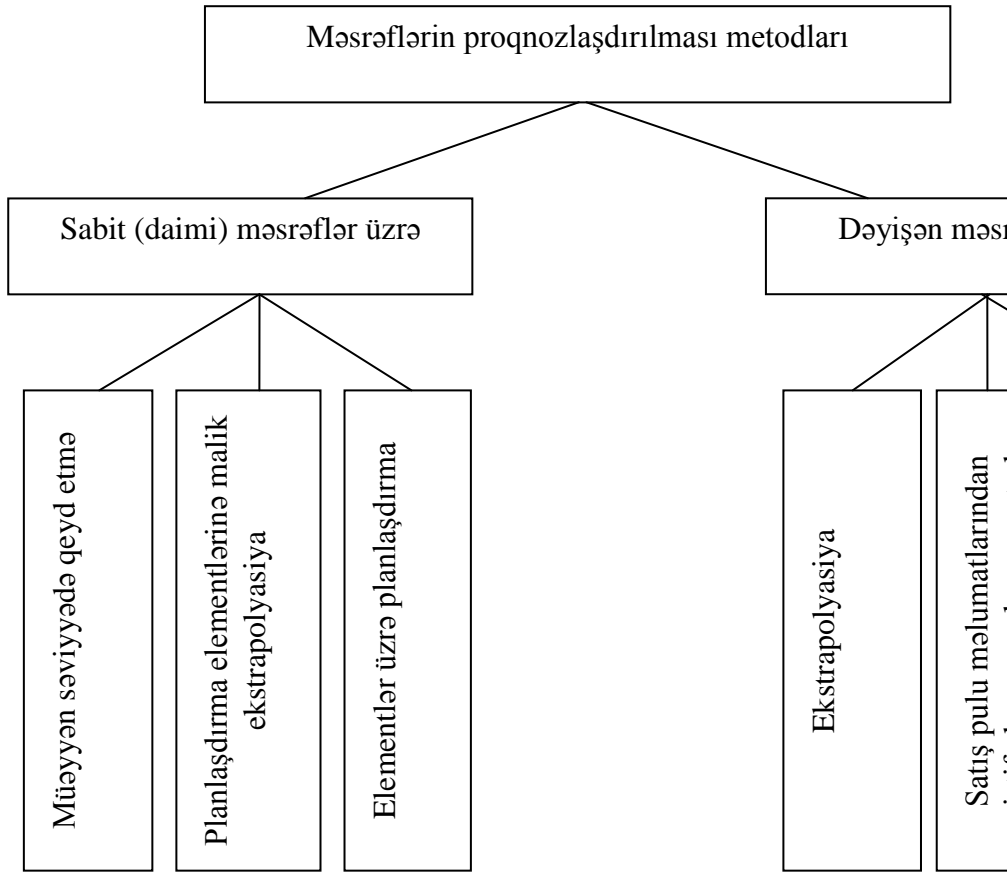 Məsrəflərin proqnozlaşdırılması metodları
Sabit (daimi) məsrəflər üzrə
Dəyişən
Müəyyən səviyyədə qeyd etmə
Planlaşdırma elementlərinə malik
ekstrapolyasiya
Elementlər üzrə planlaşdırma
Ekstrapolyasiya
Satış pulu məlumatlarından